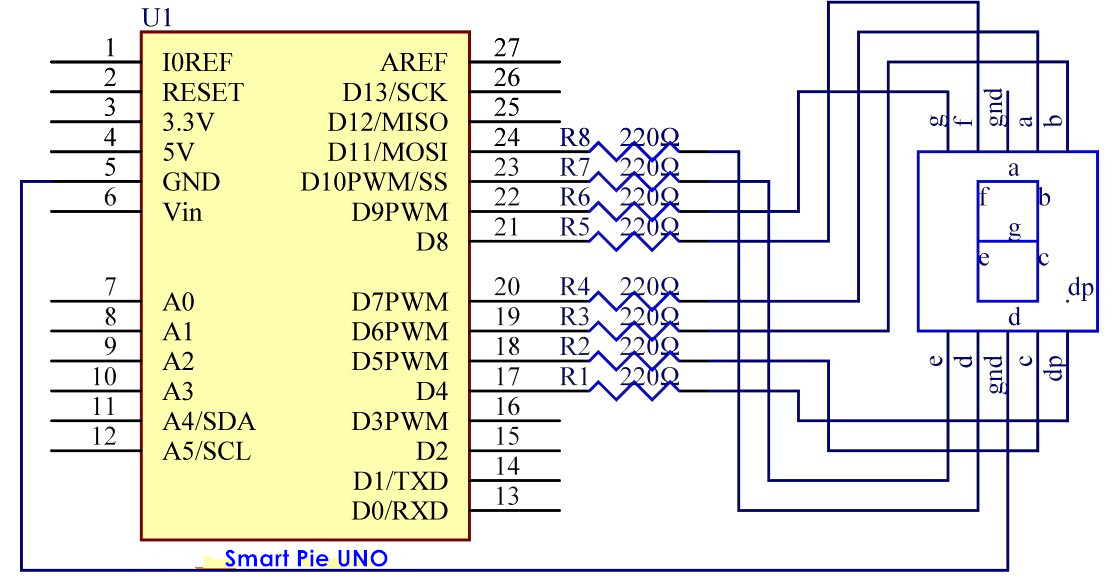 U1
1 I0REF AREF 27
2 RESET D13/SCK 26
3 3.3V D12/MISO 25
4 5V D11/MOSI 24 R8 220Ω
5 GND D10PWM/SS 23 R7 220Ω
6 Vin D9PWM 22 R6 220Ω
D8 21 R5 220Ω
7 A0 D7PWM 20 R4 220Ω
8 A1 D6PWM 19 R3 220Ω
9 A2 D5PWM 18 R2 220Ω
10 A3 D4 17 R1 220Ω
11 A4/SDA D3PWM 16
12 A5/SCL D2 15
D1/TXD 14
D0/RXD 13
Smart Pie UNO
g f gnd a b
a
f b
g
e c
dp
d
e d gnd c dp